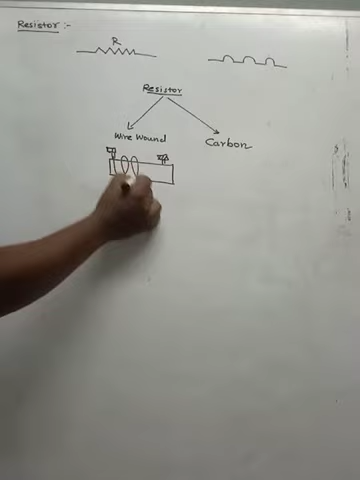 Resistor :-
R
Resistor
Wire Wound
Carbon